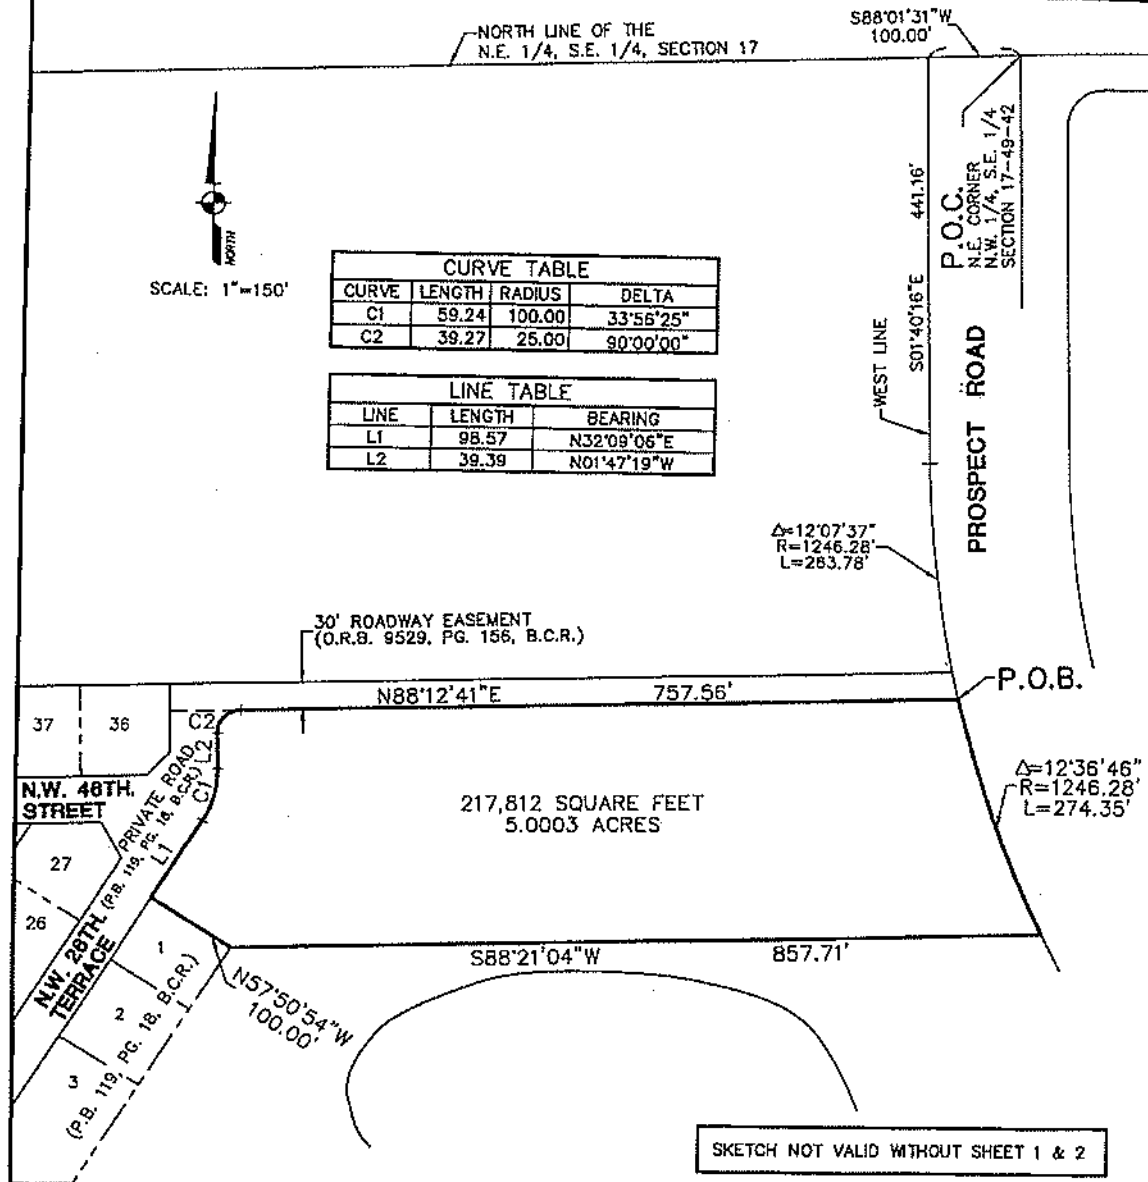 NORTH LINE OF THE
N.E. 1/4, S.E. 1/4, SECTION 17
S88°01'31"W
100.00'
441.16'
S01°40'16"E
WEST LINE
P.O.C.
N.E. CORNER
N.W. 1/4, S.E. 1/4
SECTION 17-49-42
PROSPECT ROAD
NORTH
SCALE: 1"=150'
CURVE TABLE
CURVE LENGTH RADIUS DELTA
C1 59.24 100.00 33°56'25"
C2 39.27 25.00 90°00'00"
LINE TABLE
LINE LENGTH BEARING
L1 98.57 N32°09'06"E
L2 39.39 N01°47'19"W
Δ=12°07'37"
R=1246.28'
L=263.78'
30' ROADWAY EASEMENT
(O.R.B. 9529, PG. 156, B.C.R.)
N88°12'41"E 757.56'
P.O.B.
37
36
C2
L2
C1
L1
N.W. 48TH.
STREET
PRIVATE ROAD
(P.B. 119, PG. 18, B.C.R.)
27
26
N.W. 28TH.
TERRACE
217,812 SQUARE FEET
5.0003 ACRES
Δ=12°36'46"
R=1246.28'
L=274.35'
S88°21'04"W 857.71'
N57°50'54"W
100.00'
1
2
3
(P.B. 119, PG. 18, B.C.R.)
SKETCH NOT VALID WITHOUT SHEET 1 & 2